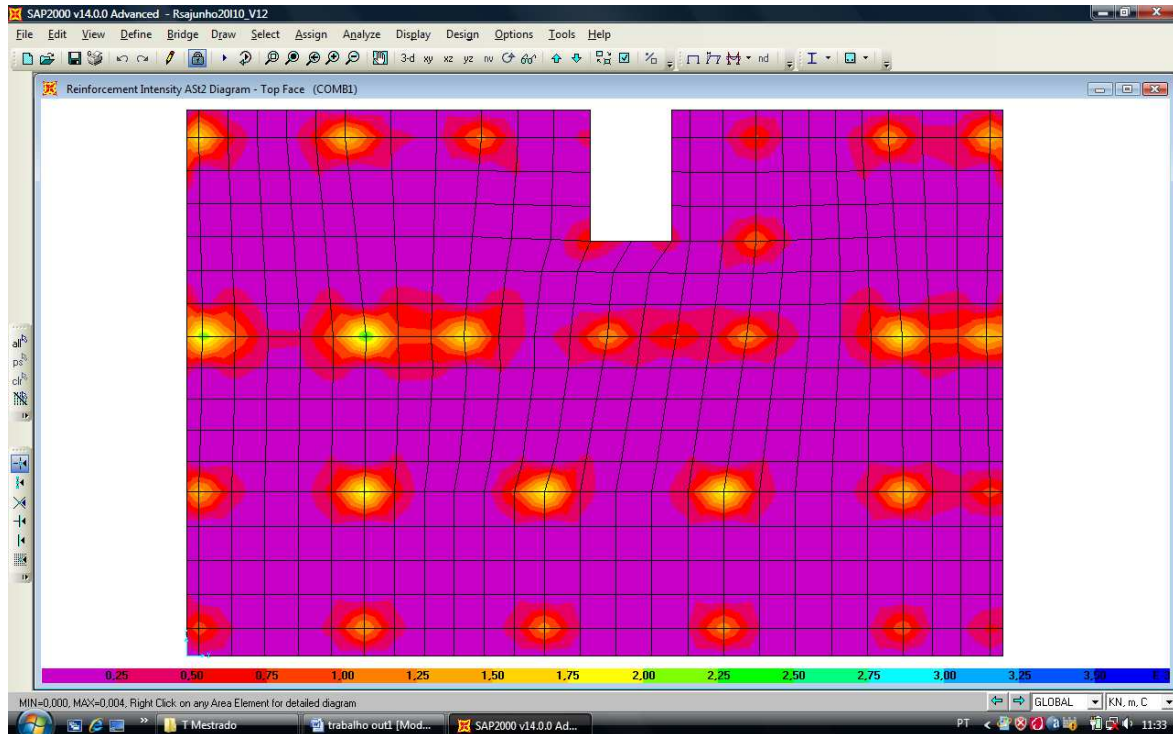 SAP2000 v14.0.0 Advanced - Rsajunho20l10_V12
File Edit View Define Bridge Draw Select Assign Analyze Display Design Options Tools Help
3-d xy xz yz nv nd
Reinforcement Intensity ASt2 Diagram - Top Face (COMB1)
all
ps
clr
0,25 0,50 0,75 1,00 1,25 1,50 1,75 2,00 2,25 2,50 2,75 3,00 3,25 3,50
MIN=0,000, MAX=0,004, Right Click on any Area Element for detailed diagram
GLOBAL KN, m, C
T Mestrado trabalho out1 [Mod... SAP2000 v14.0.0 Ad... PT 11:33